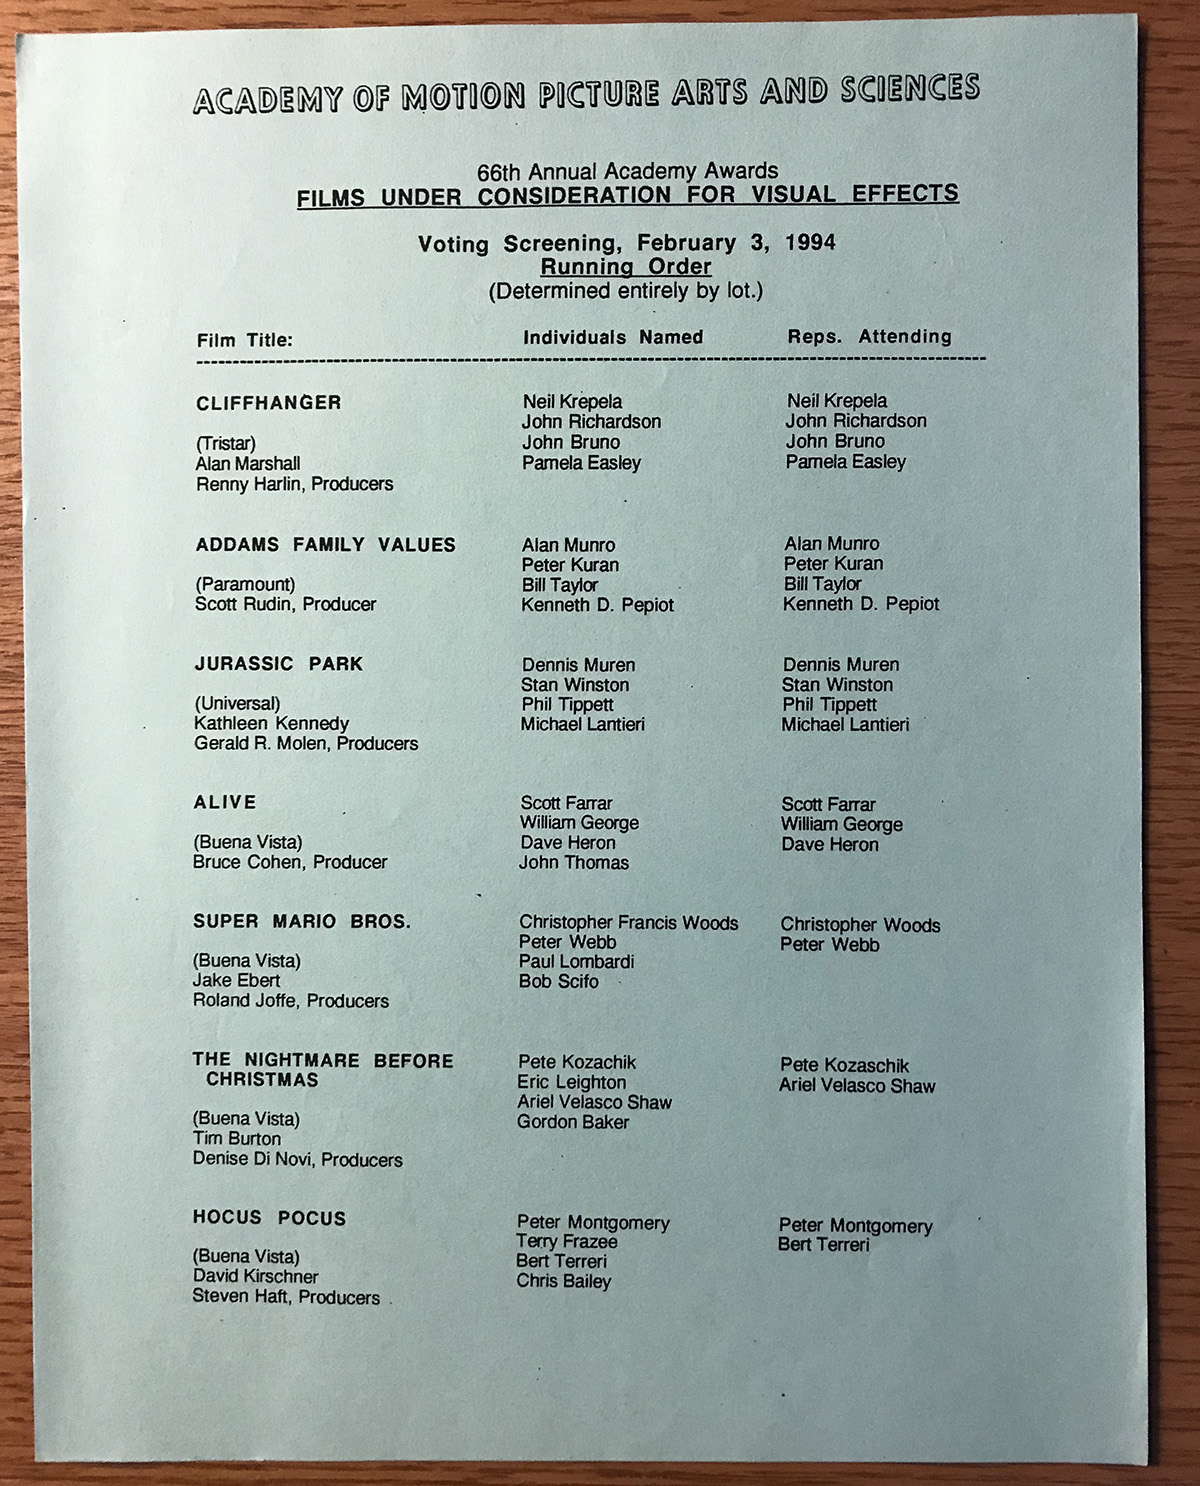 ACADEMY OF MOTION PICTURE ARTS AND SCIENCES
66th Annual Academy Awards
FILMS UNDER CONSIDERATION FOR VISUAL EFFECTS
Voting Screening, February 3, 1994
Running Order
(Determined entirely by lot.)
Film Title: Individuals Named Reps. Attending
CLIFFHANGER Neil Krepela Neil Krepela
John Richardson John Richardson
(Tristar) John Bruno John Bruno
Alan Marshall Pamela Easley Pamela Easley
Renny Harlin, Producers
ADDAMS FAMILY VALUES Alan Munro Alan Munro
Peter Kuran Peter Kuran
(Paramount) Bill Taylor Bill Taylor
Scott Rudin, Producer Kenneth D. Pepiot Kenneth D. Pepiot
JURASSIC PARK Dennis Muren Dennis Muren
Stan Winston Stan Winston
(Universal) Phil Tippett Phil Tippett
Kathleen Kennedy Michael Lantieri Michael Lantieri
Gerald R. Molen, Producers
ALIVE Scott Farrar Scott Farrar
William George William George
(Buena Vista) Dave Heron Dave Heron
Bruce Cohen, Producer John Thomas
SUPER MARIO BROS. Christopher Francis Woods Christopher Woods
Peter Webb Peter Webb
(Buena Vista) Paul Lombardi
Jake Ebert Bob Scifo
Roland Joffe, Producers
THE NIGHTMARE BEFORE Pete Kozachik Pete Kozaschik
CHRISTMAS Eric Leighton Ariel Velasco Shaw
Ariel Velasco Shaw
(Buena Vista) Gordon Baker
Tim Burton
Denise Di Novi, Producers
HOCUS POCUS Peter Montgomery Peter Montgomery
Terry Frazee Bert Terreri
(Buena Vista) Bert Terreri
David Kirschner Chris Bailey
Steven Haft, Producers